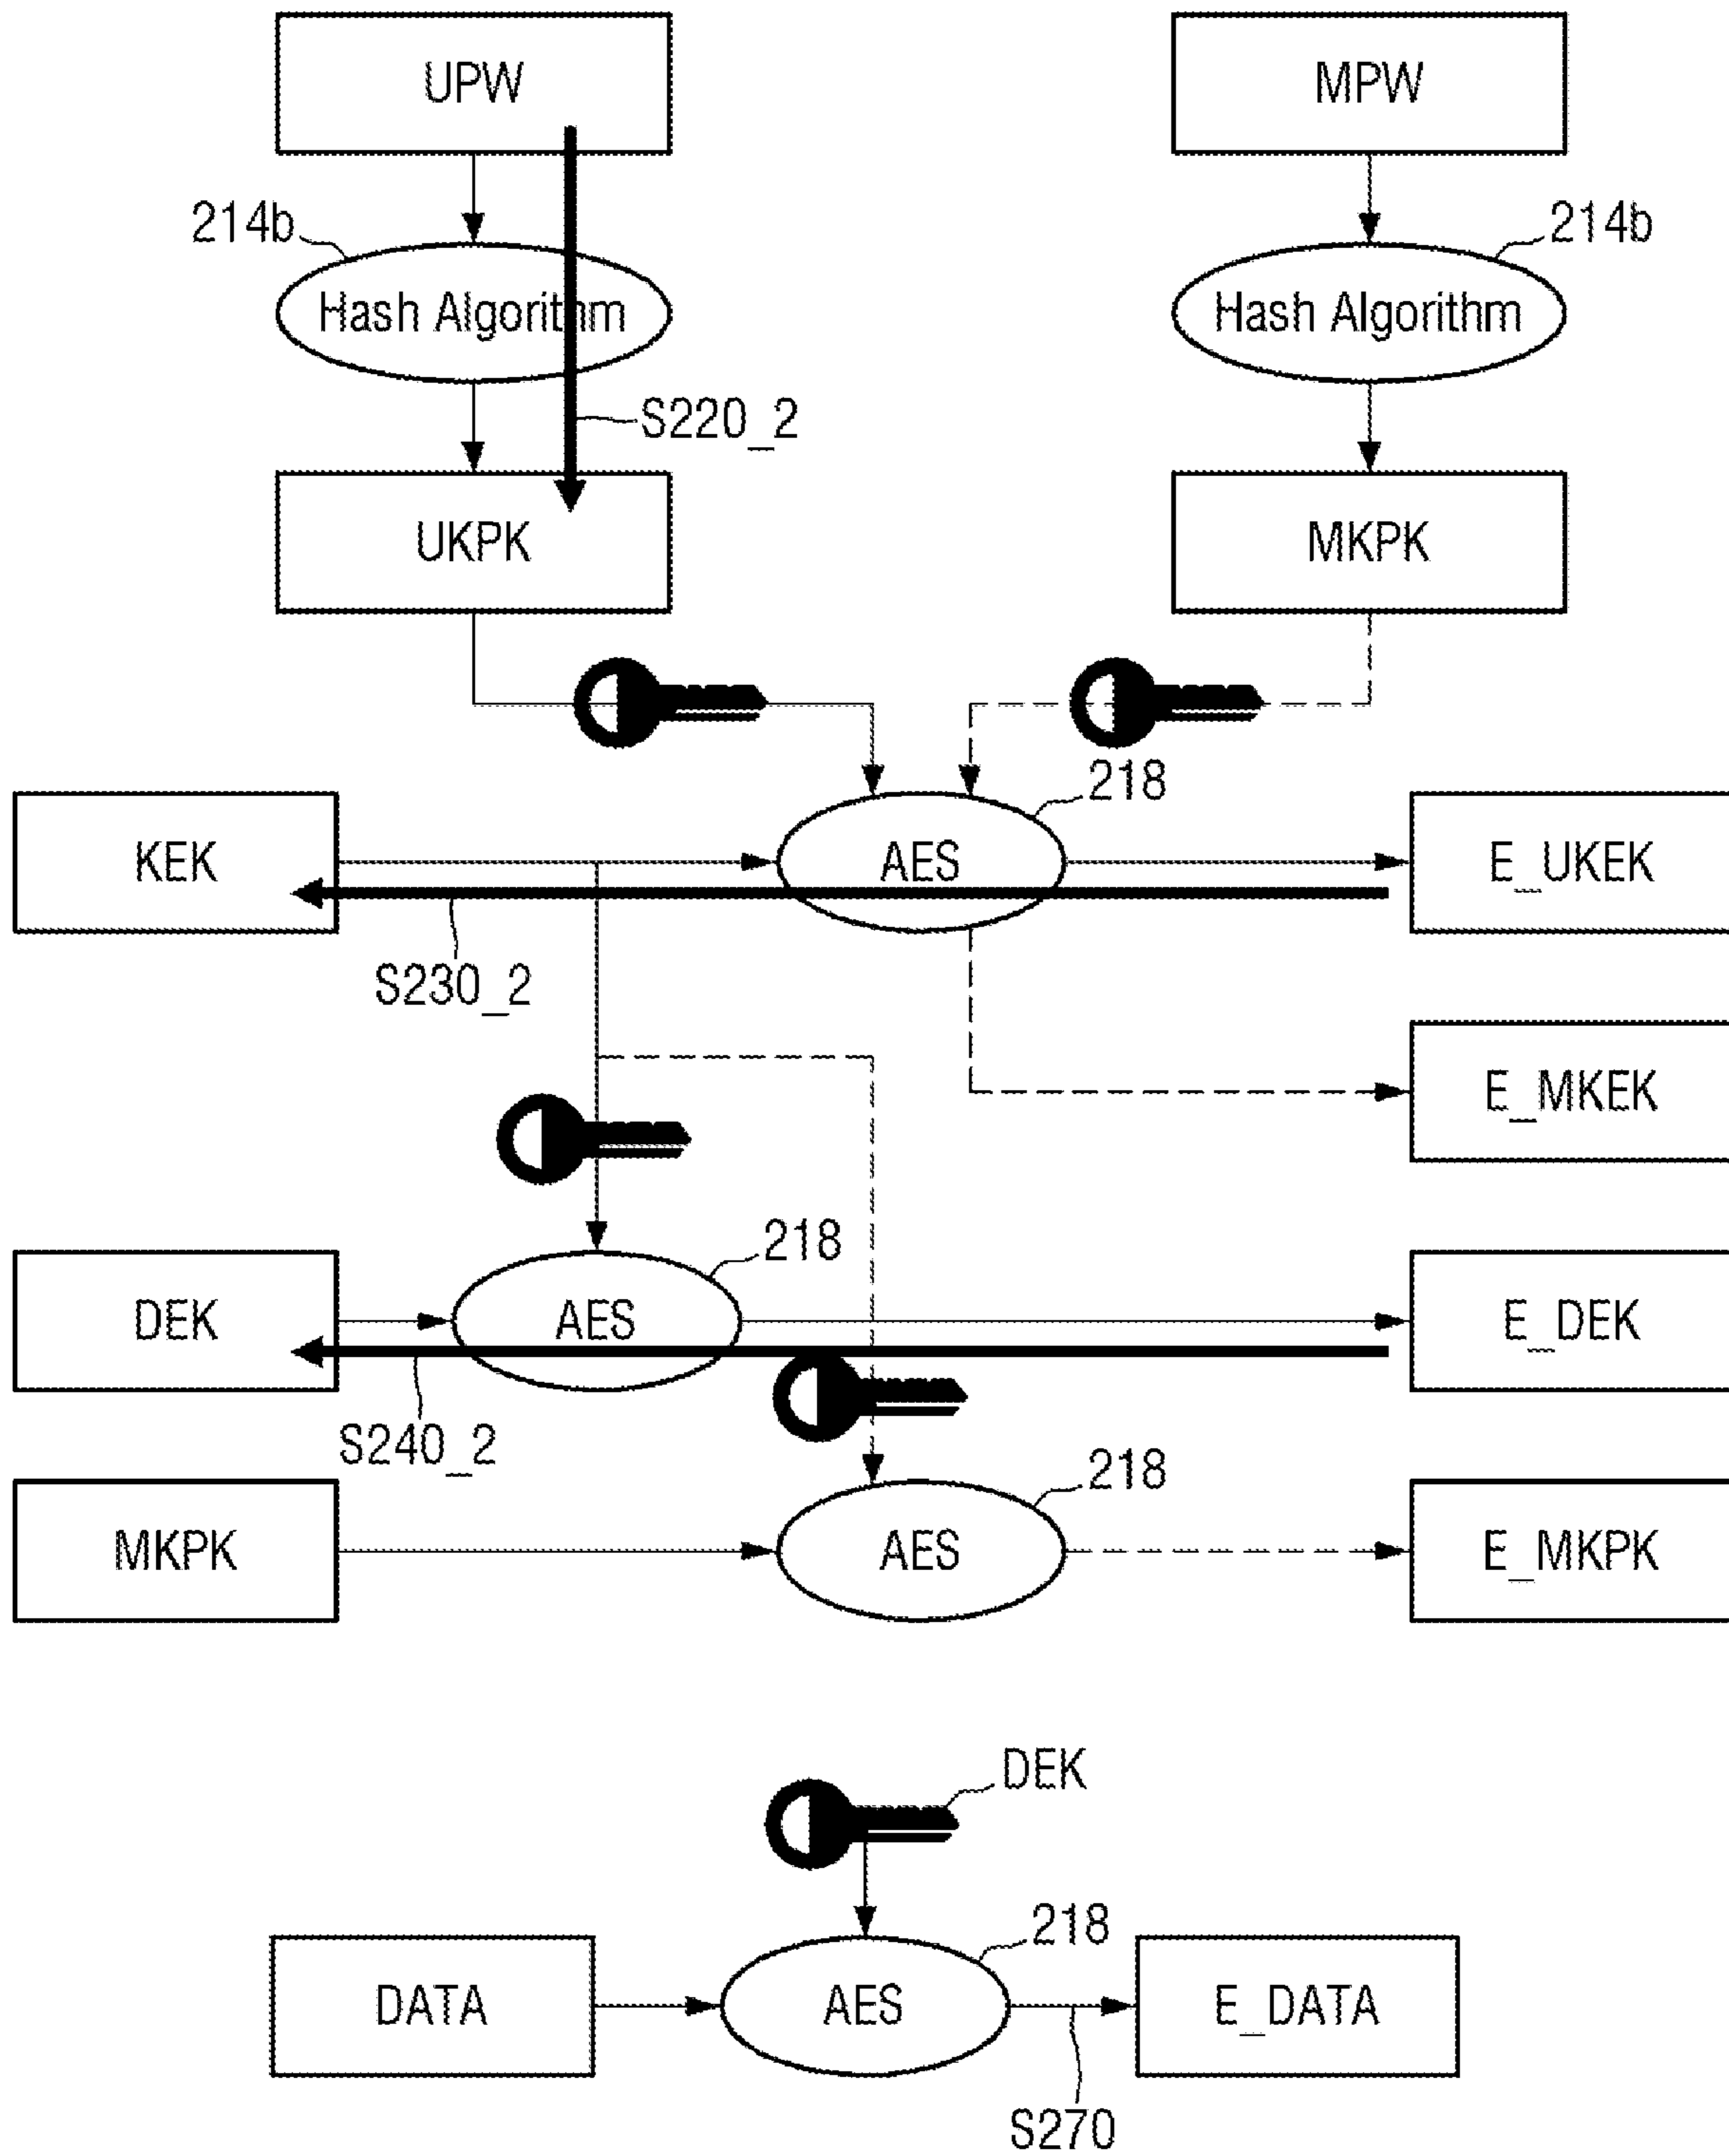 UPW
MPW
214b
214b
Hash Algorithm
Hash Algorithm
S220_2
UKPK
MKPK
218
KEK
AES
E_UKEK
S230_2
E_MKEK
218
DEK
AES
E_DEK
S240_2
218
MKPK
AES
E_MKPK
DEK
218
DATA
AES
E_DATA
S270